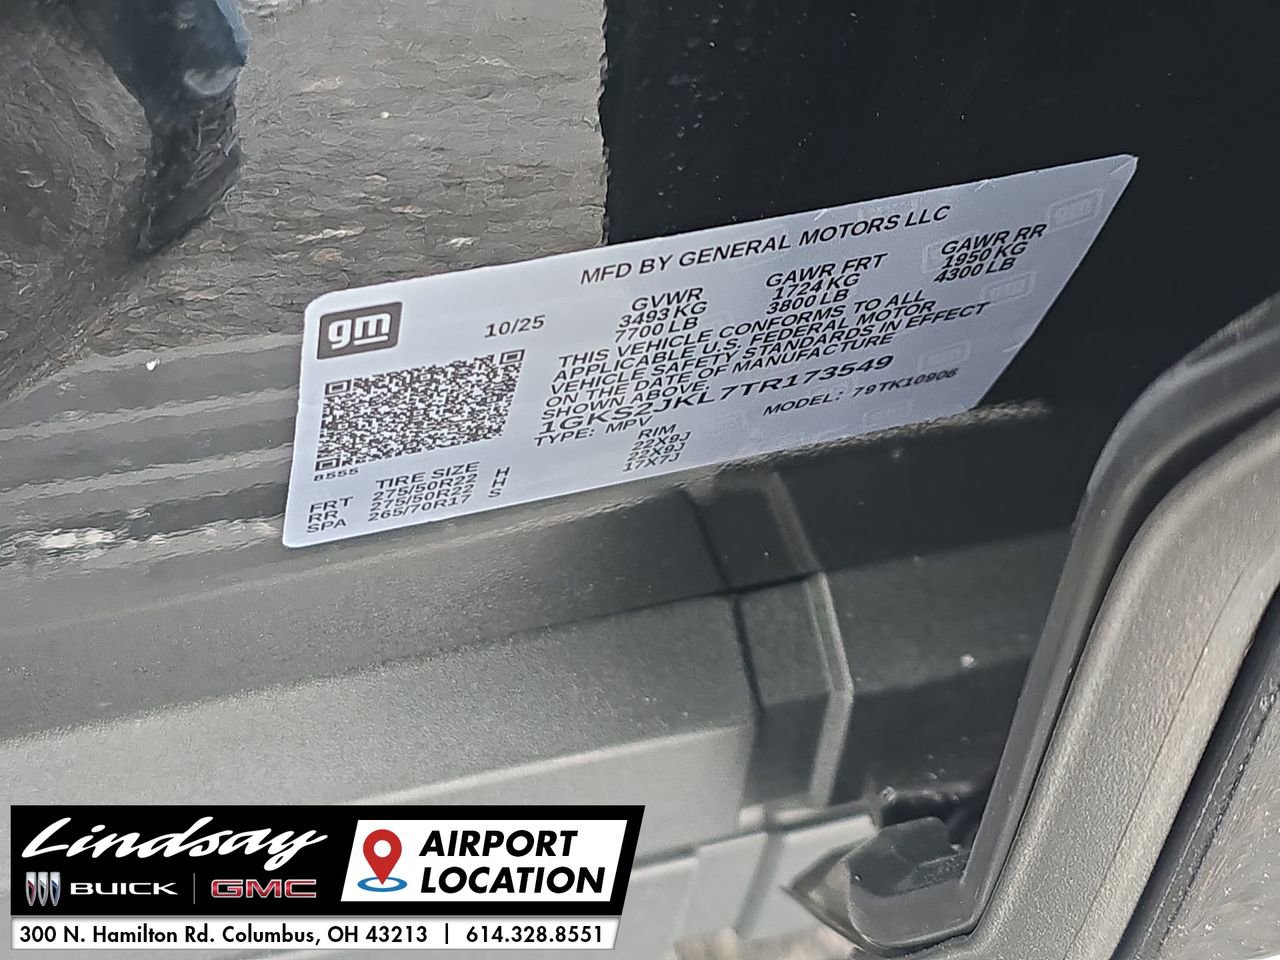 MFD BY GENERAL MOTORS LLC
gm
10/25
GVWR
3493 KG
7700 LB
GAWR FRT
1724 KG
3800 LB
GAWR RR
1950 KG
4300 LB
THIS VEHICLE CONFORMS TO ALL
APPLICABLE U.S. FEDERAL MOTOR
VEHICLE SAFETY STANDARDS IN EFFECT
ON THE DATE OF MANUFACTURE
SHOWN ABOVE.
1GKS2JKL7TR173549
TYPE: MPV
MODEL: 79TK10906
8555
TIRE SIZE RIM
FRT 275/50R22 H 22X9J
RR 275/50R22 H 22X9J
SPA 265/70R17 S 17X7J
Lindsay
BUICK | GMC
AIRPORT
LOCATION
300 N. Hamilton Rd. Columbus, OH 43213 | 614.328.8551